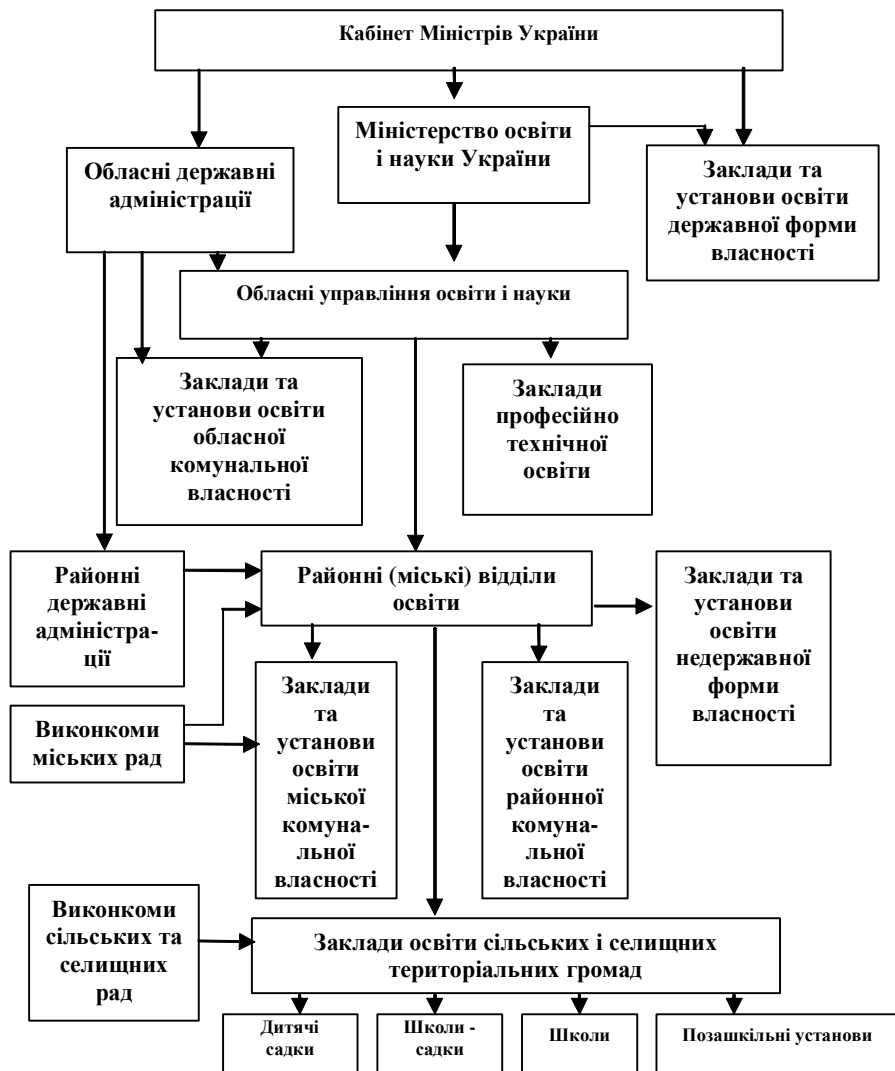 Кабінет Міністрів України
Міністерство освіти
і науки України
Обласні державні
адміністрації
Заклади та
установи освіти
державної форми
власності
Обласні управління освіти і науки
Заклади та
установи освіти
обласної
комунальної
власності
Заклади
професійно
технічної
освіти
Районні
державні
адміністра-
ції
Районні (міські) відділи
освіти
Заклади та
установи
освіти
недержавної
форми
власності
Виконкоми
міських рад
Заклади
та
установи
освіти
міської
комуна-
льної
власності
Заклади
та
установи
освіти
районної
комуна-
льної
власності
Виконкоми
сільських та
селищних
рад
Заклади освіти сільських і селищних
територіальних громад
Дитячі
садки
Школи -
садки
Школи
Позашкільні установи